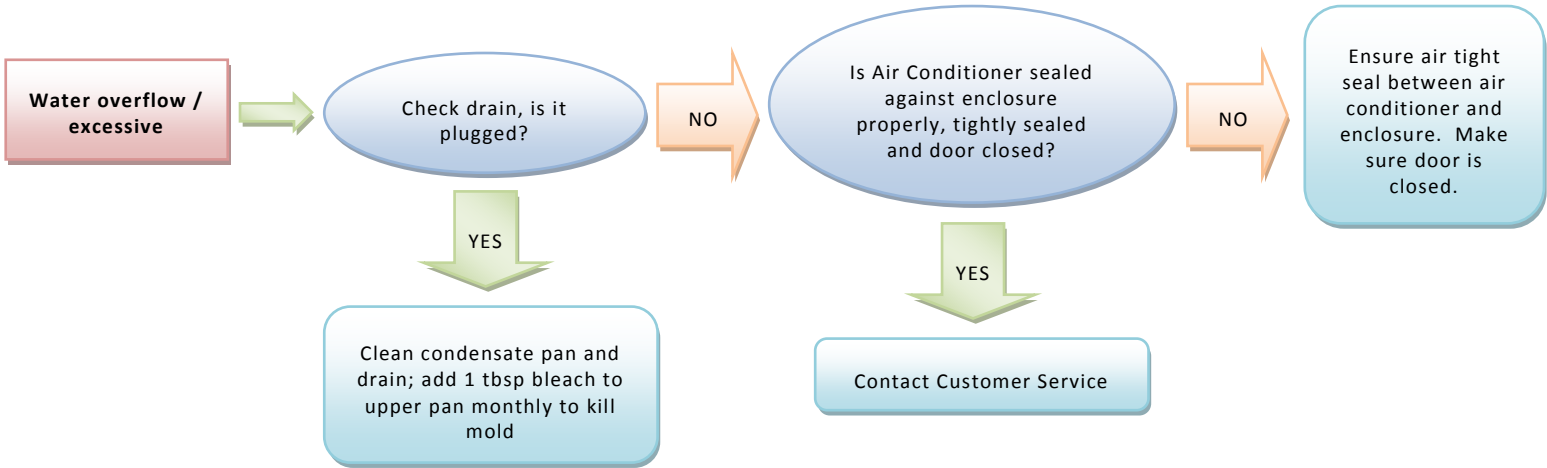 Water overflow /
excessive
Check drain, is it
plugged?
NO
Is Air Conditioner sealed
against enclosure
properly, tightly sealed
and door closed?
NO
Ensure air tight
seal between air
conditioner and
enclosure. Make
sure door is
closed.
YES
Clean condensate pan and
drain; add 1 tbsp bleach to
upper pan monthly to kill
mold
YES
Contact Customer Service